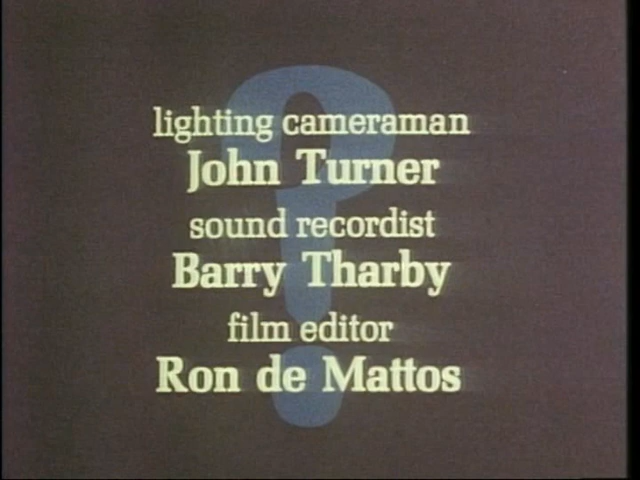 lighting cameraman
John Turner
sound recordist
Barry Tharby
film editor
Ron de Mattos